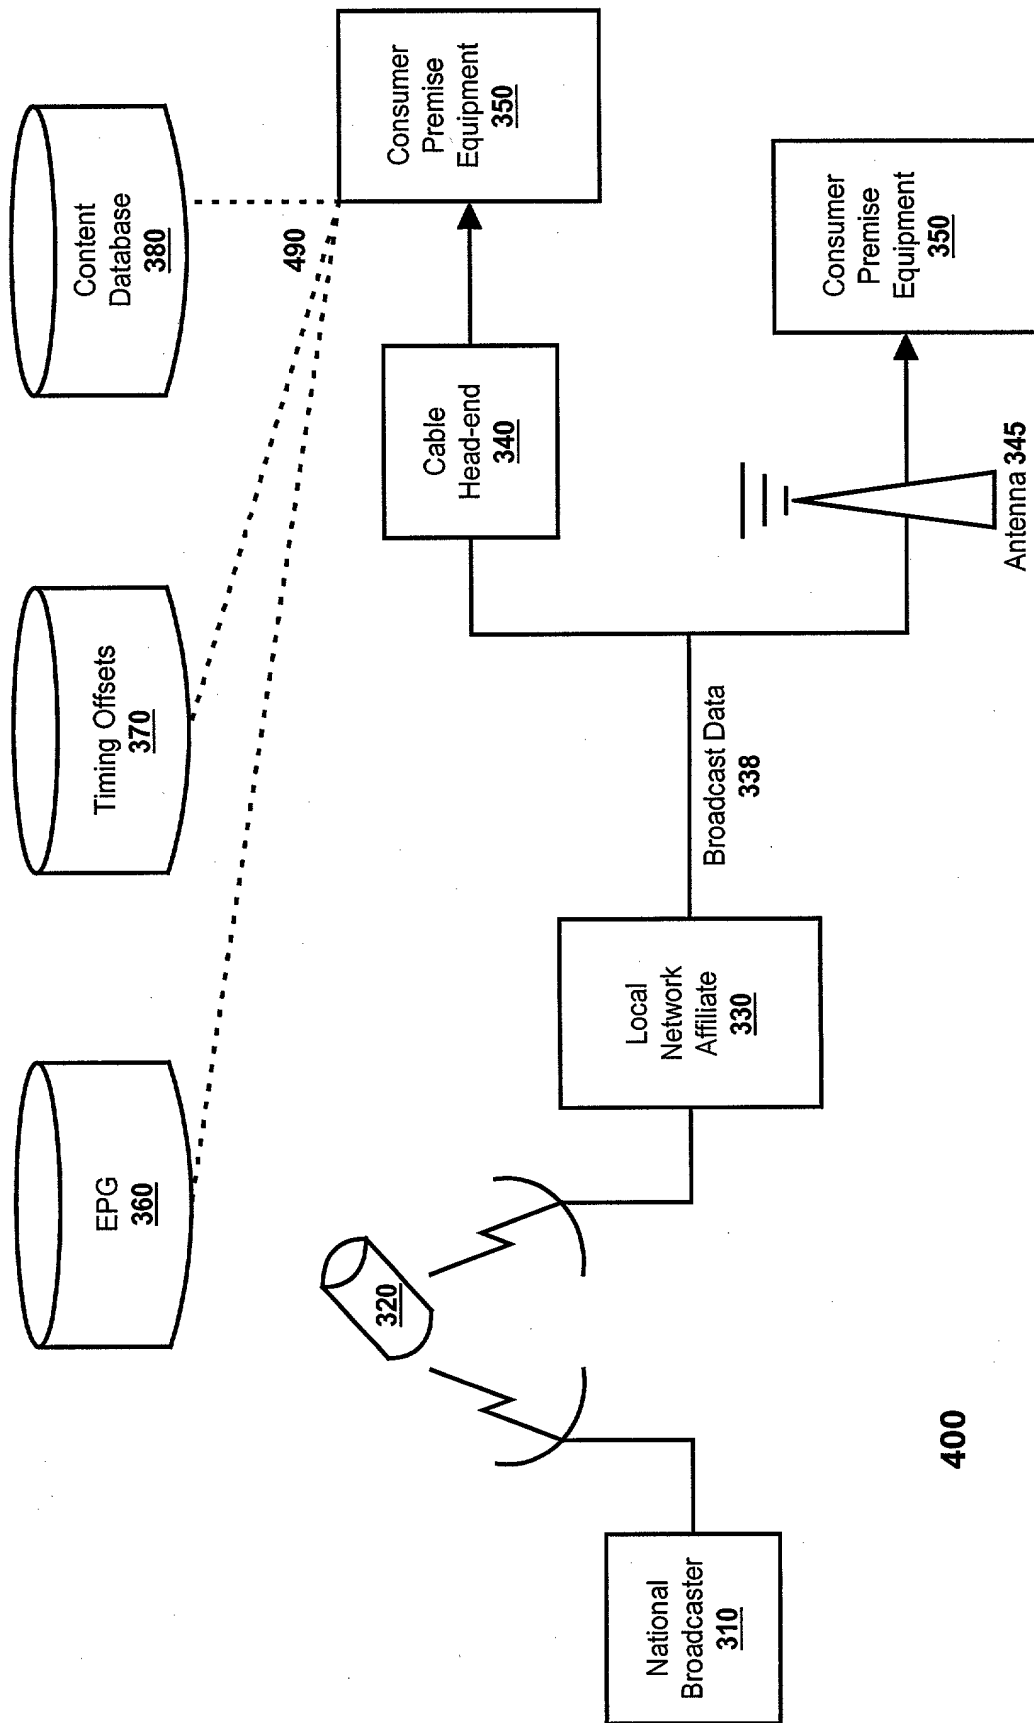 EPG
360
Timing Offsets
370
Content
Database
380
320
490
Consumer
Premise
Equipment
350
Cable
Head-end
340
National
Broadcaster
310
Local
Network
Affiliate
330
Broadcast Data
338
Antenna 345
Consumer
Premise
Equipment
350
400